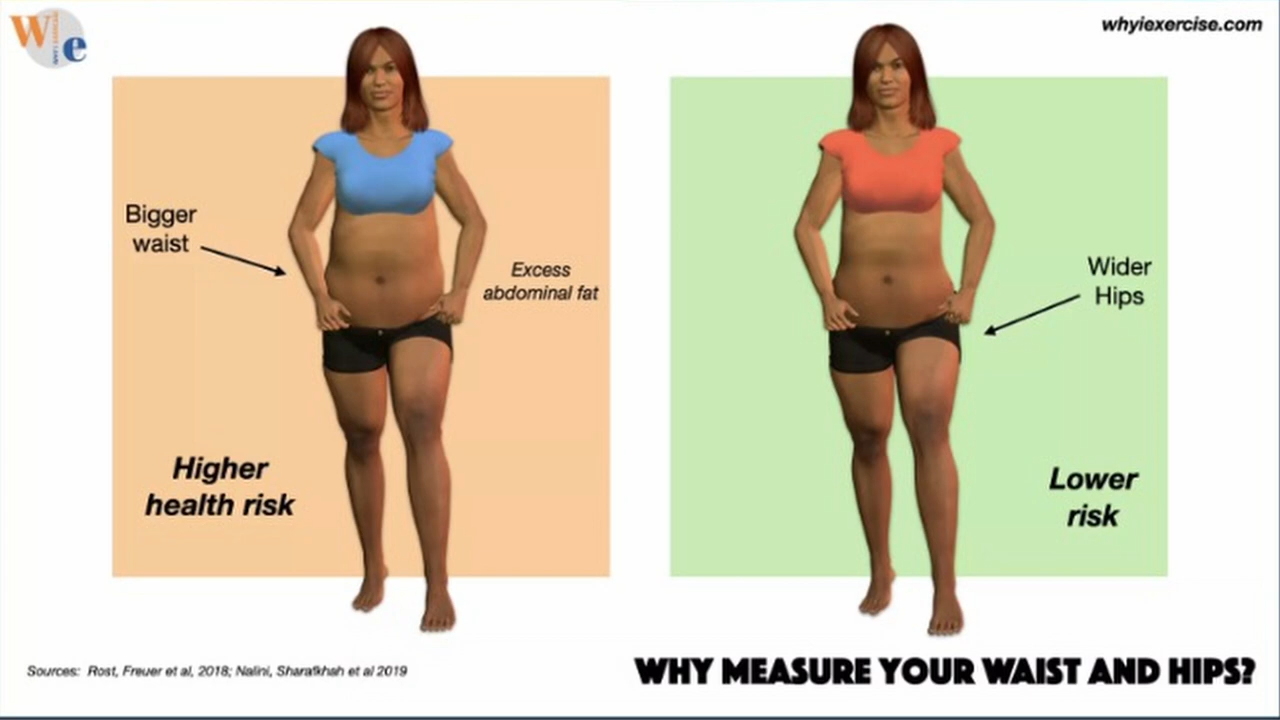 We
whyiexercise.com
Bigger
waist
Excess
abdominal fat
Higher
health risk
Wider
Hips
Lower
risk
Sources: Rost, Freuer et al, 2018; Nalini, Sharafkhah et al 2019
WHY MEASURE YOUR WAIST AND HIPS?